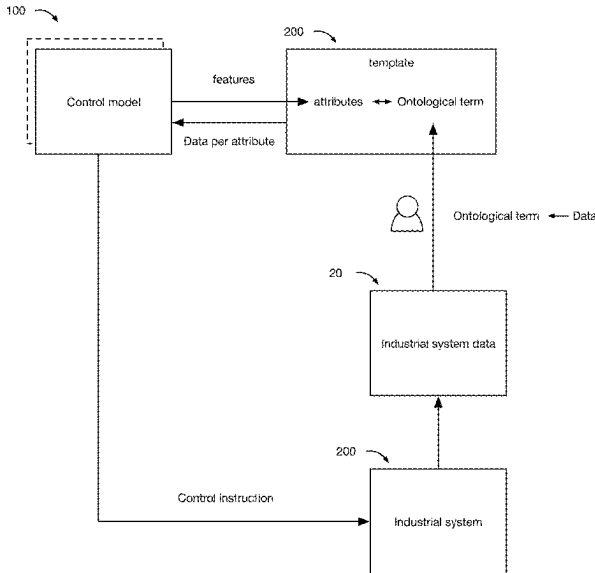 100
200
template
Control model
features
attributes
Ontological term
Data per attribute
Ontological term
Data
20
Industrial system data
200
Control instruction
Industrial system